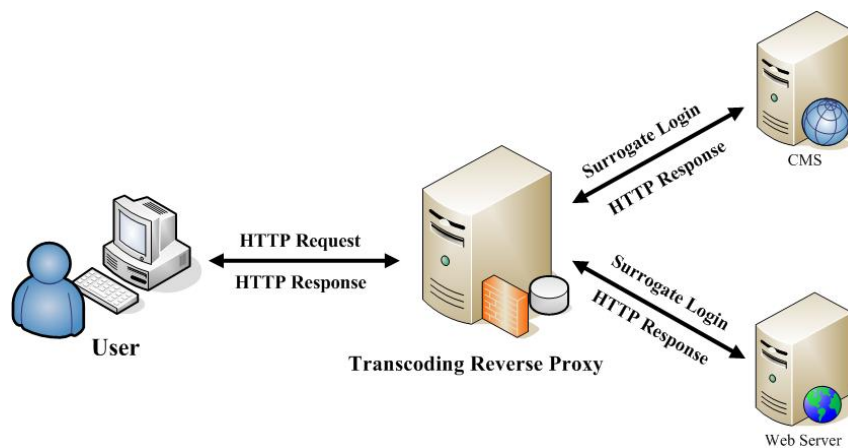 HTTP Request
HTTP Response
User
Transcoding Reverse Proxy
Surrogate Login
HTTP Response
CMS
Surrogate Login
HTTP Response
Web Server